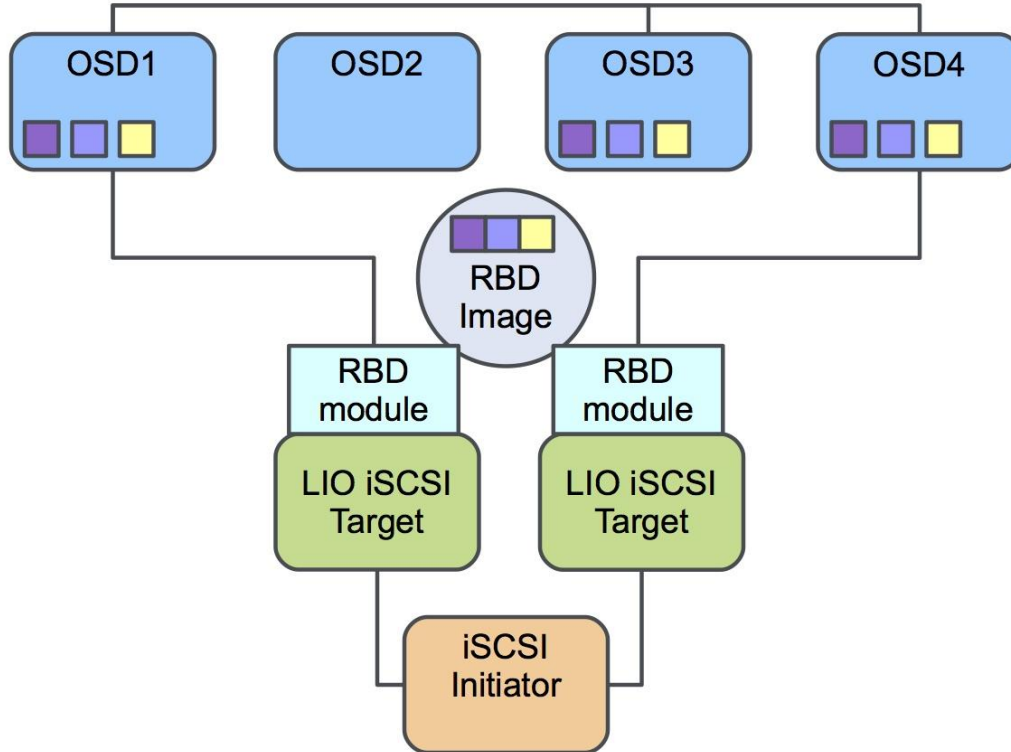 OSD1
OSD2
OSD3
OSD4
RBD
Image
RBD
module
RBD
module
LIO iSCSI
Target
LIO iSCSI
Target
iSCSI
Initiator